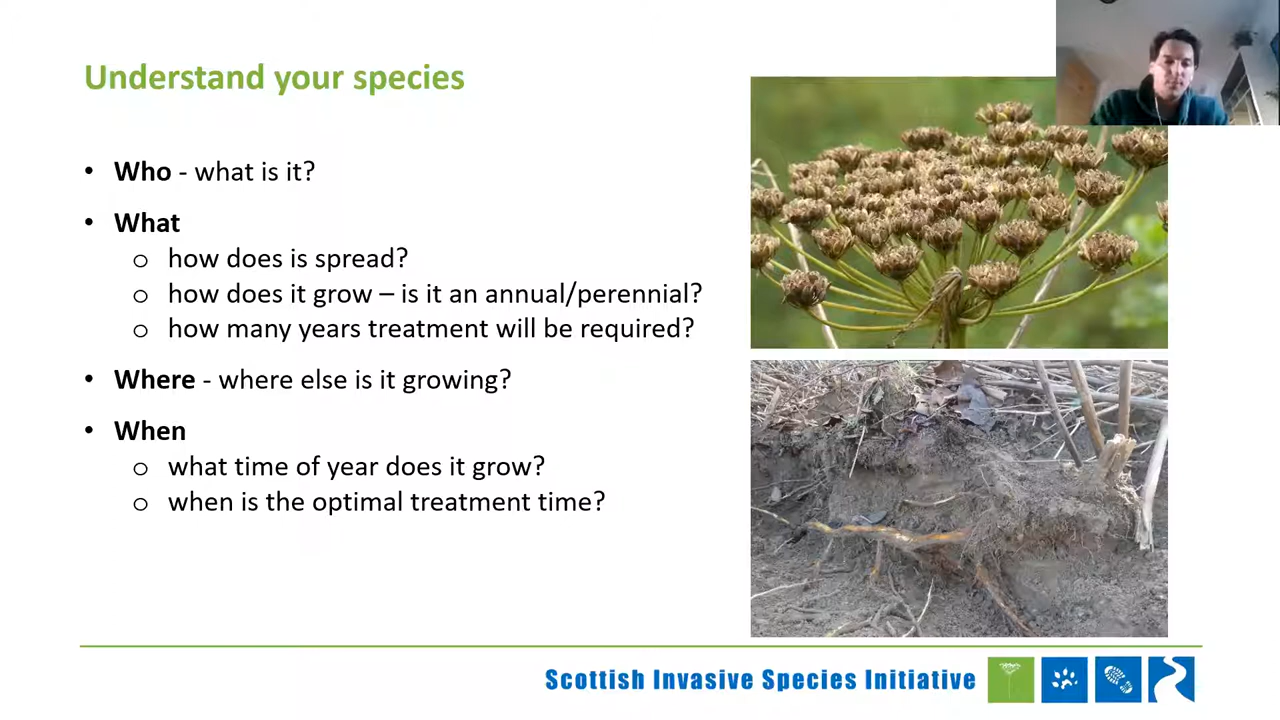 Understand your species
• Who - what is it?
• What
o how does is spread?
o how does it grow – is it an annual/perennial?
o how many years treatment will be required?
• Where - where else is it growing?
• When
o what time of year does it grow?
o when is the optimal treatment time?
Scottish Invasive Species Initiative